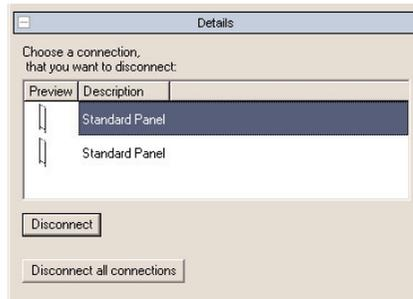 Details
Choose a connection,
that you want to disconnect:
Preview Description
Standard Panel
Standard Panel
Disconnect
Disconnect all connections